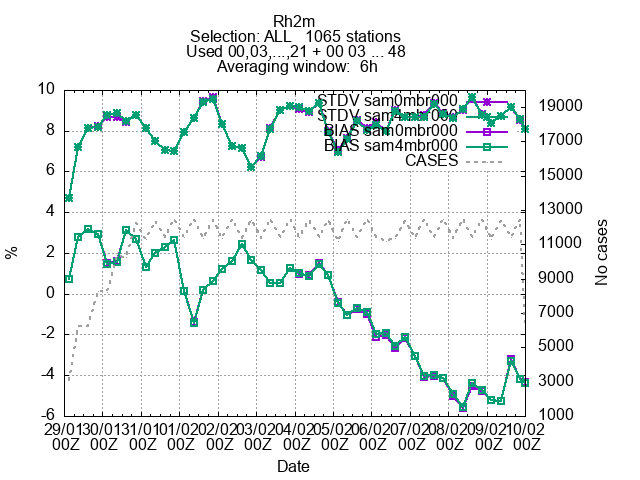 Rh2m
Selection: ALL 1065 stations
Used 00,03,...,21 + 00 03 ... 48
Averaging window: 6h
STDV sam0mbr000
STDV sam4mbr000
BIAS sam0mbr000
BIAS sam4mbr000
CASES
10
8
6
4
2
0
-2
-4
-6
%
19000
17000
15000
13000
11000
9000
7000
5000
3000
1000
No cases
29/01 30/01 31/01 01/02 02/02 03/02 04/02 05/02 06/02 07/02 08/02 09/02 10/02
00Z 00Z 00Z 00Z 00Z 00Z 00Z 00Z 00Z 00Z 00Z 00Z 00Z
Date